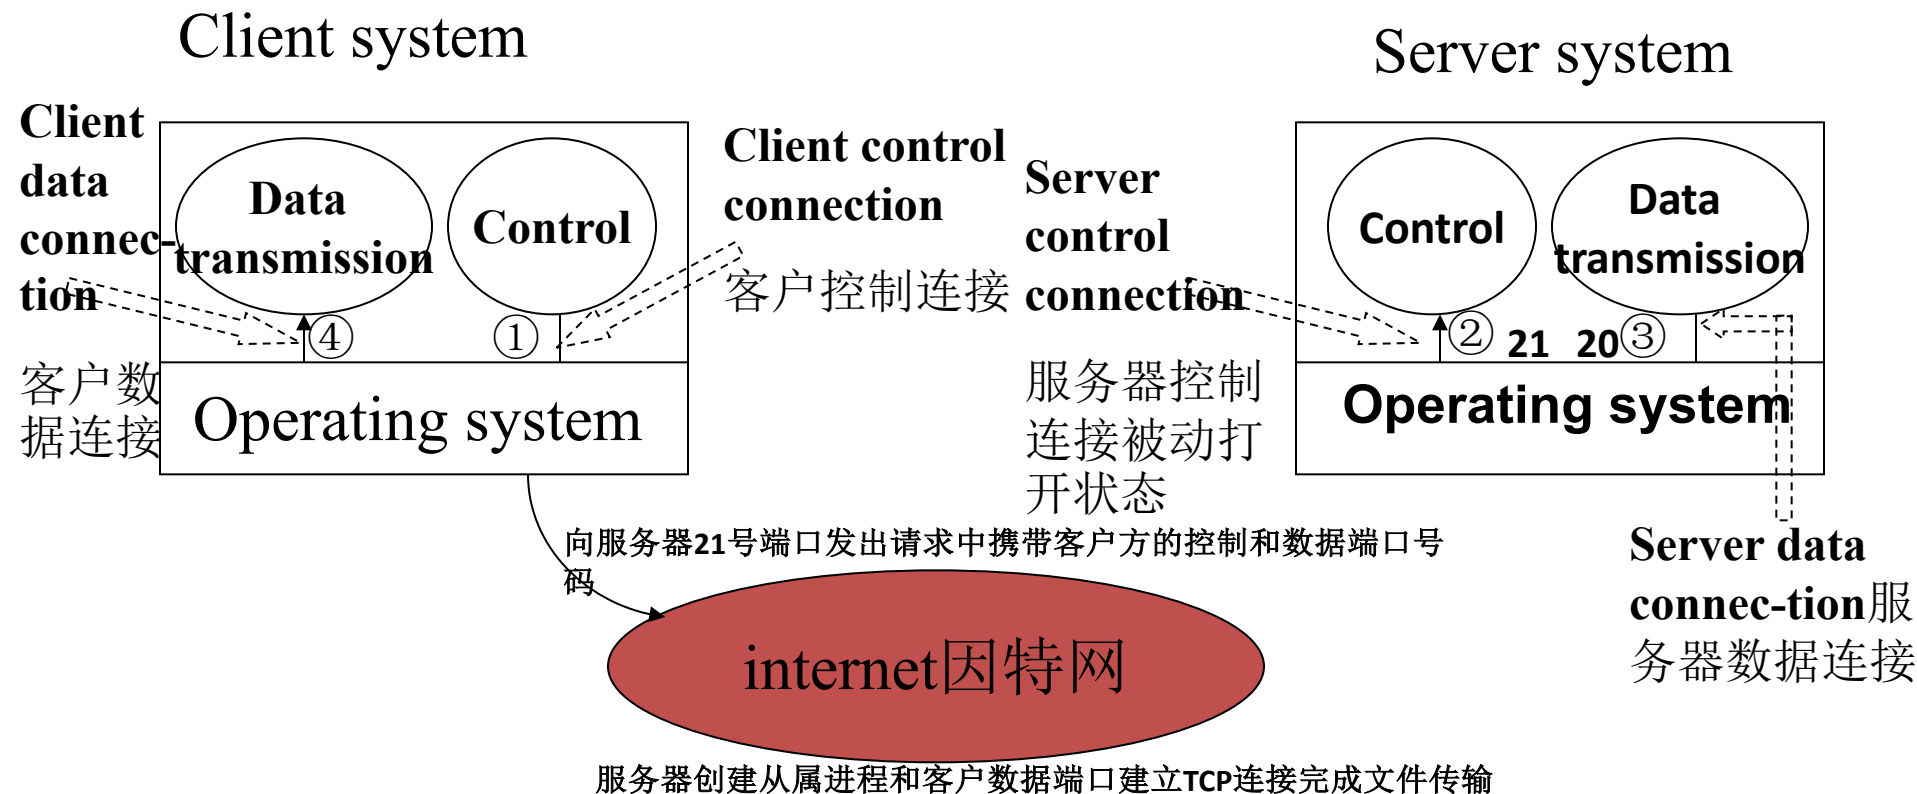 Client system
Server system
Client
data
connec-
tion
客户数
据连接
Data
transmission
Control
④
①
Operating system
Client control
connection
客户控制连接
Server
control
connection
服务器控制
连接被动打
开状态
Control
Data
transmission
② 21 20③
Operating system
Server data
connec-tion服
务器数据连接
向服务器21号端口发出请求中携带客户方的控制和数据端口号
码
internet因特网
服务器创建从属进程和客户数据端口建立TCP连接完成文件传输